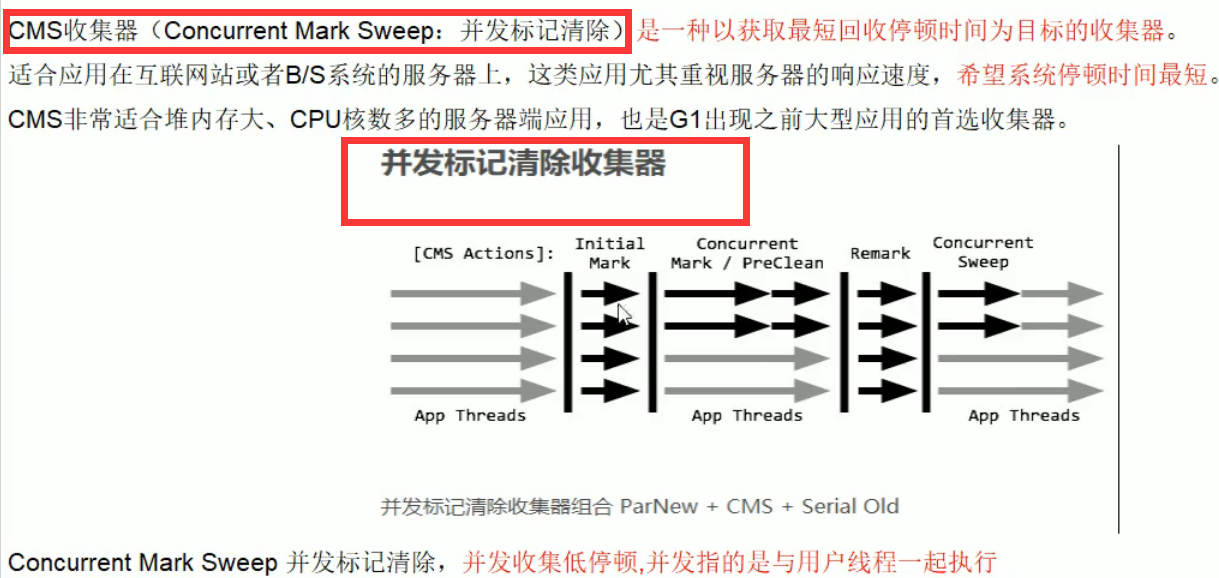 CMS收集器（Concurrent Mark Sweep：并发标记清除）是一种以获取最短回收停顿时间为目标的收集器。
适合应用在互联网站或者B/S系统的服务器上，这类应用尤其重视服务器的响应速度，希望系统停顿时间最短。
CMS非常适合堆内存大、CPU核数多的服务器端应用，也是G1出现之前大型应用的首选收集器。
并发标记清除收集器
[CMS Actions]:
Initial
Mark
Concurrent
Mark / PreClean
Remark
Concurrent
Sweep
App Threads
App Threads
App Threads
并发标记清除收集器组合 ParNew + CMS + Serial Old
Concurrent Mark Sweep 并发标记清除，并发收集低停顿,并发指的是与用户线程一起执行